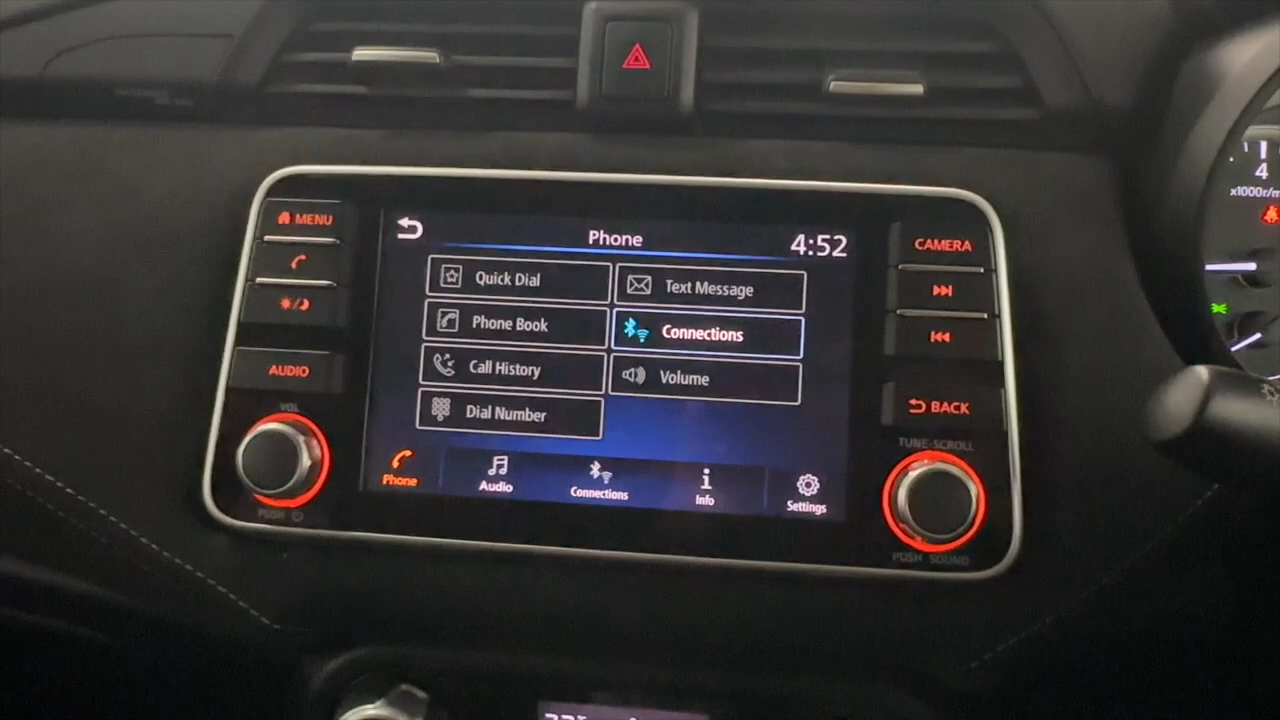 MENU
AUDIO
VOL
PUSH
Phone
4:52
Quick Dial
Text Message
Phone Book
Connections
Call History
Volume
Dial Number
Phone
Audio
Connections
Info
Settings
CAMERA
BACK
TUNE-SCROLL
PUSH SOUND
4
x1000r/m